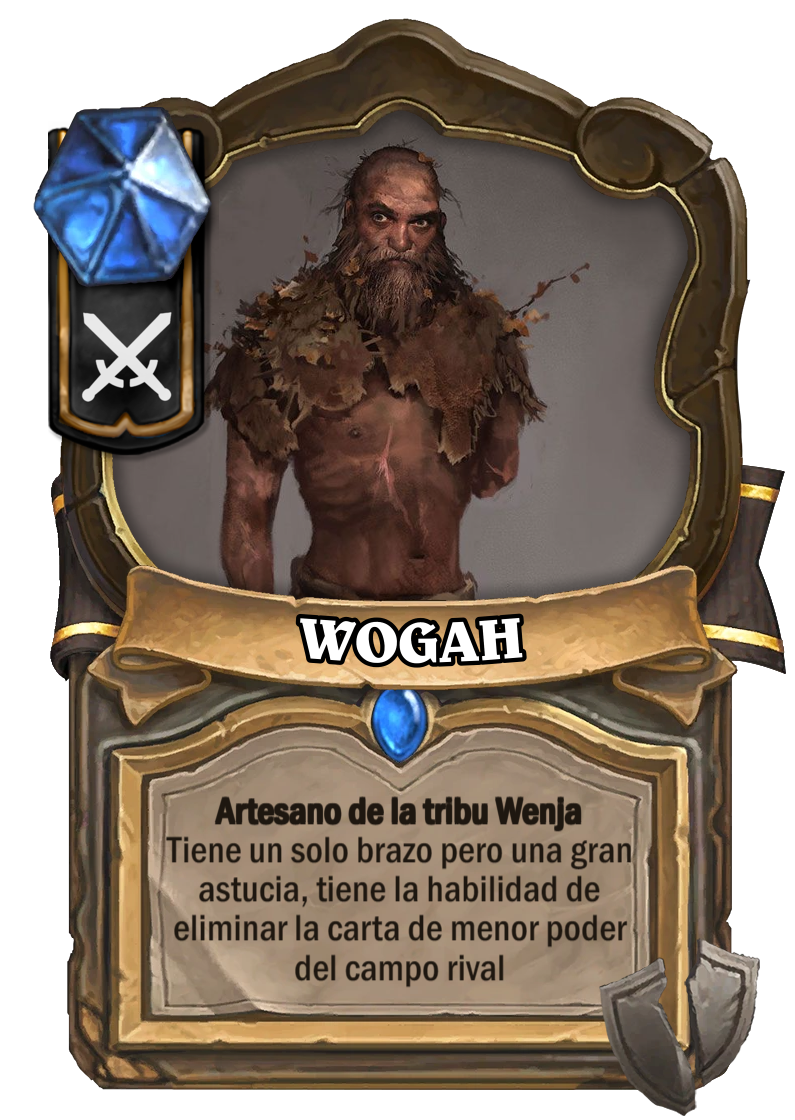 WOGAH
Artesano de la tribu Wenja
Tiene un solo brazo pero una gran
astucia, tiene la habilidad de
eliminar la carta de menor poder
del campo rival